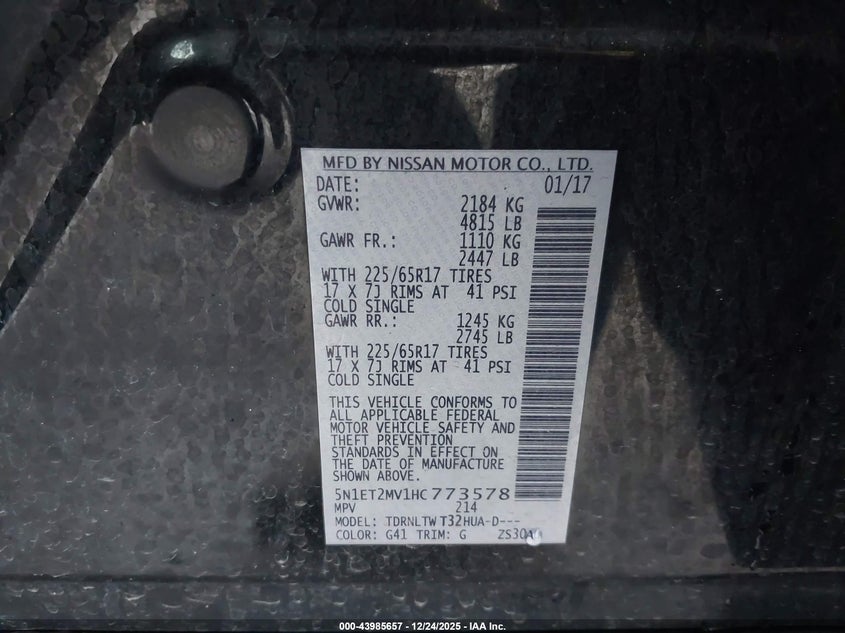 MFD BY NISSAN MOTOR CO., LTD.
DATE: 01/17
GVWR: 2184 KG
4815 LB
GAWR FR.: 1110 KG
2447 LB
WITH 225/65R17 TIRES
17 X 7J RIMS AT 41 PSI
COLD SINGLE
GAWR RR.: 1245 KG
2745 LB
WITH 225/65R17 TIRES
17 X 7J RIMS AT 41 PSI
COLD SINGLE
THIS VEHICLE CONFORMS TO
ALL APPLICABLE FEDERAL
MOTOR VEHICLE SAFETY AND
THEFT PREVENTION
STANDARDS IN EFFECT ON
THE DATE OF MANUFACTURE
SHOWN ABOVE.
5N1ET2MV1HC773578
MPV 214
MODEL: TDRNLTW T32HUA-D---
COLOR: G41 TRIM: G
000-43985657 - 12/24/2025 - IAA Inc.